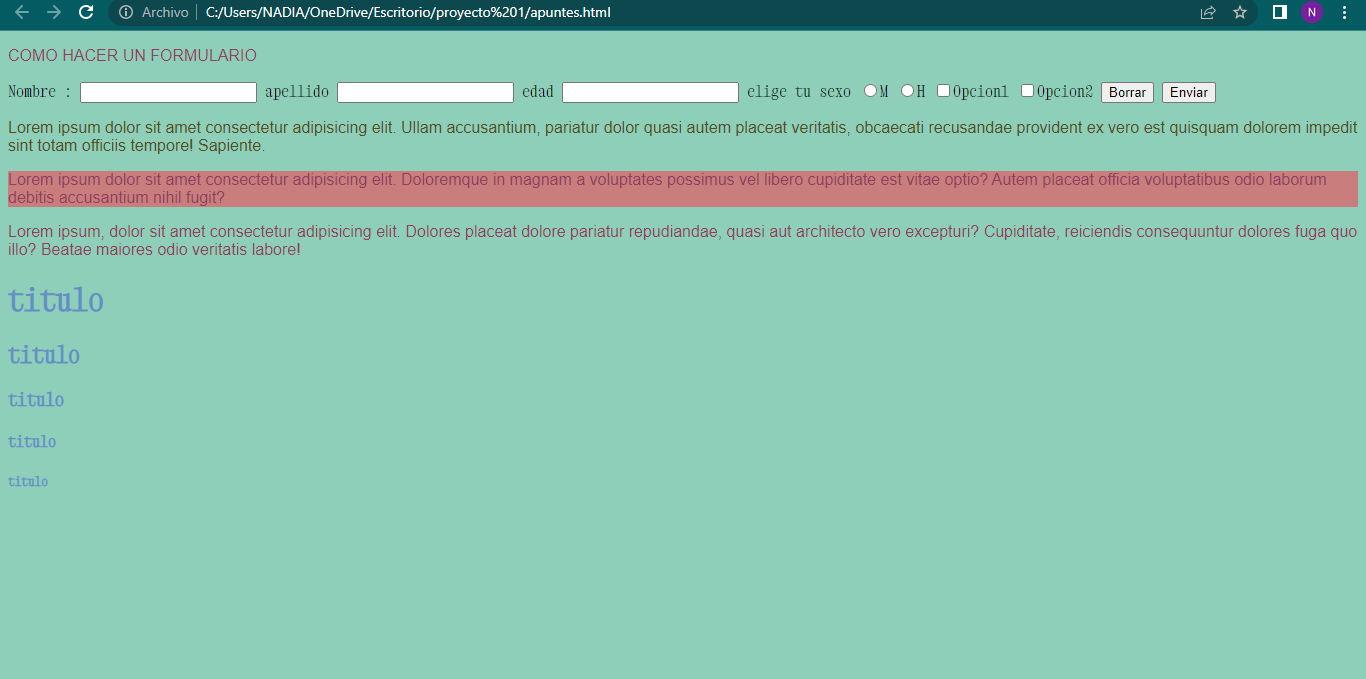 Archivo | C:/Users/NADIA/OneDrive/Escritorio/proyecto%201/apuntes.html
N
COMO HACER UN FORMULARIO
Nombre : apellido edad elige tu sexo M H Opcion1 Opcion2 Borrar Enviar
Lorem ipsum dolor sit amet consectetur adipisicing elit. Ullam accusantium, pariatur dolor quasi autem placeat veritatis, obcaecati recusandae provident ex vero est quisquam dolorem impedit
sint totam officiis tempore! Sapiente.
Lorem ipsum dolor sit amet consectetur adipisicing elit. Doloremque in magnam a voluptates possimus vel libero cupiditate est vitae optio? Autem placeat officia voluptatibus odio laborum
debitis accusantium nihil fugit?
Lorem ipsum, dolor sit amet consectetur adipisicing elit. Dolores placeat dolore pariatur repudiandae, quasi aut architecto vero excepturi? Cupiditate, reiciendis consequuntur dolores fuga quo
illo? Beatae maiores odio veritatis labore!
titulo
titulo
titulo
titulo
titulo